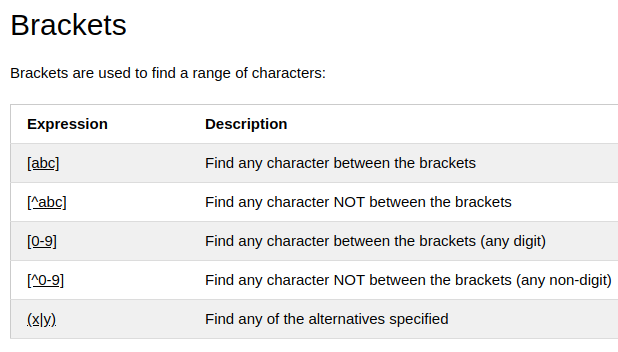 Brackets
Brackets are used to find a range of characters:
Expression Description
[abc] Find any character between the brackets
[^abc] Find any character NOT between the brackets
[0-9] Find any character between the brackets (any digit)
[^0-9] Find any character NOT between the brackets (any non-digit)
(x|y) Find any of the alternatives specified